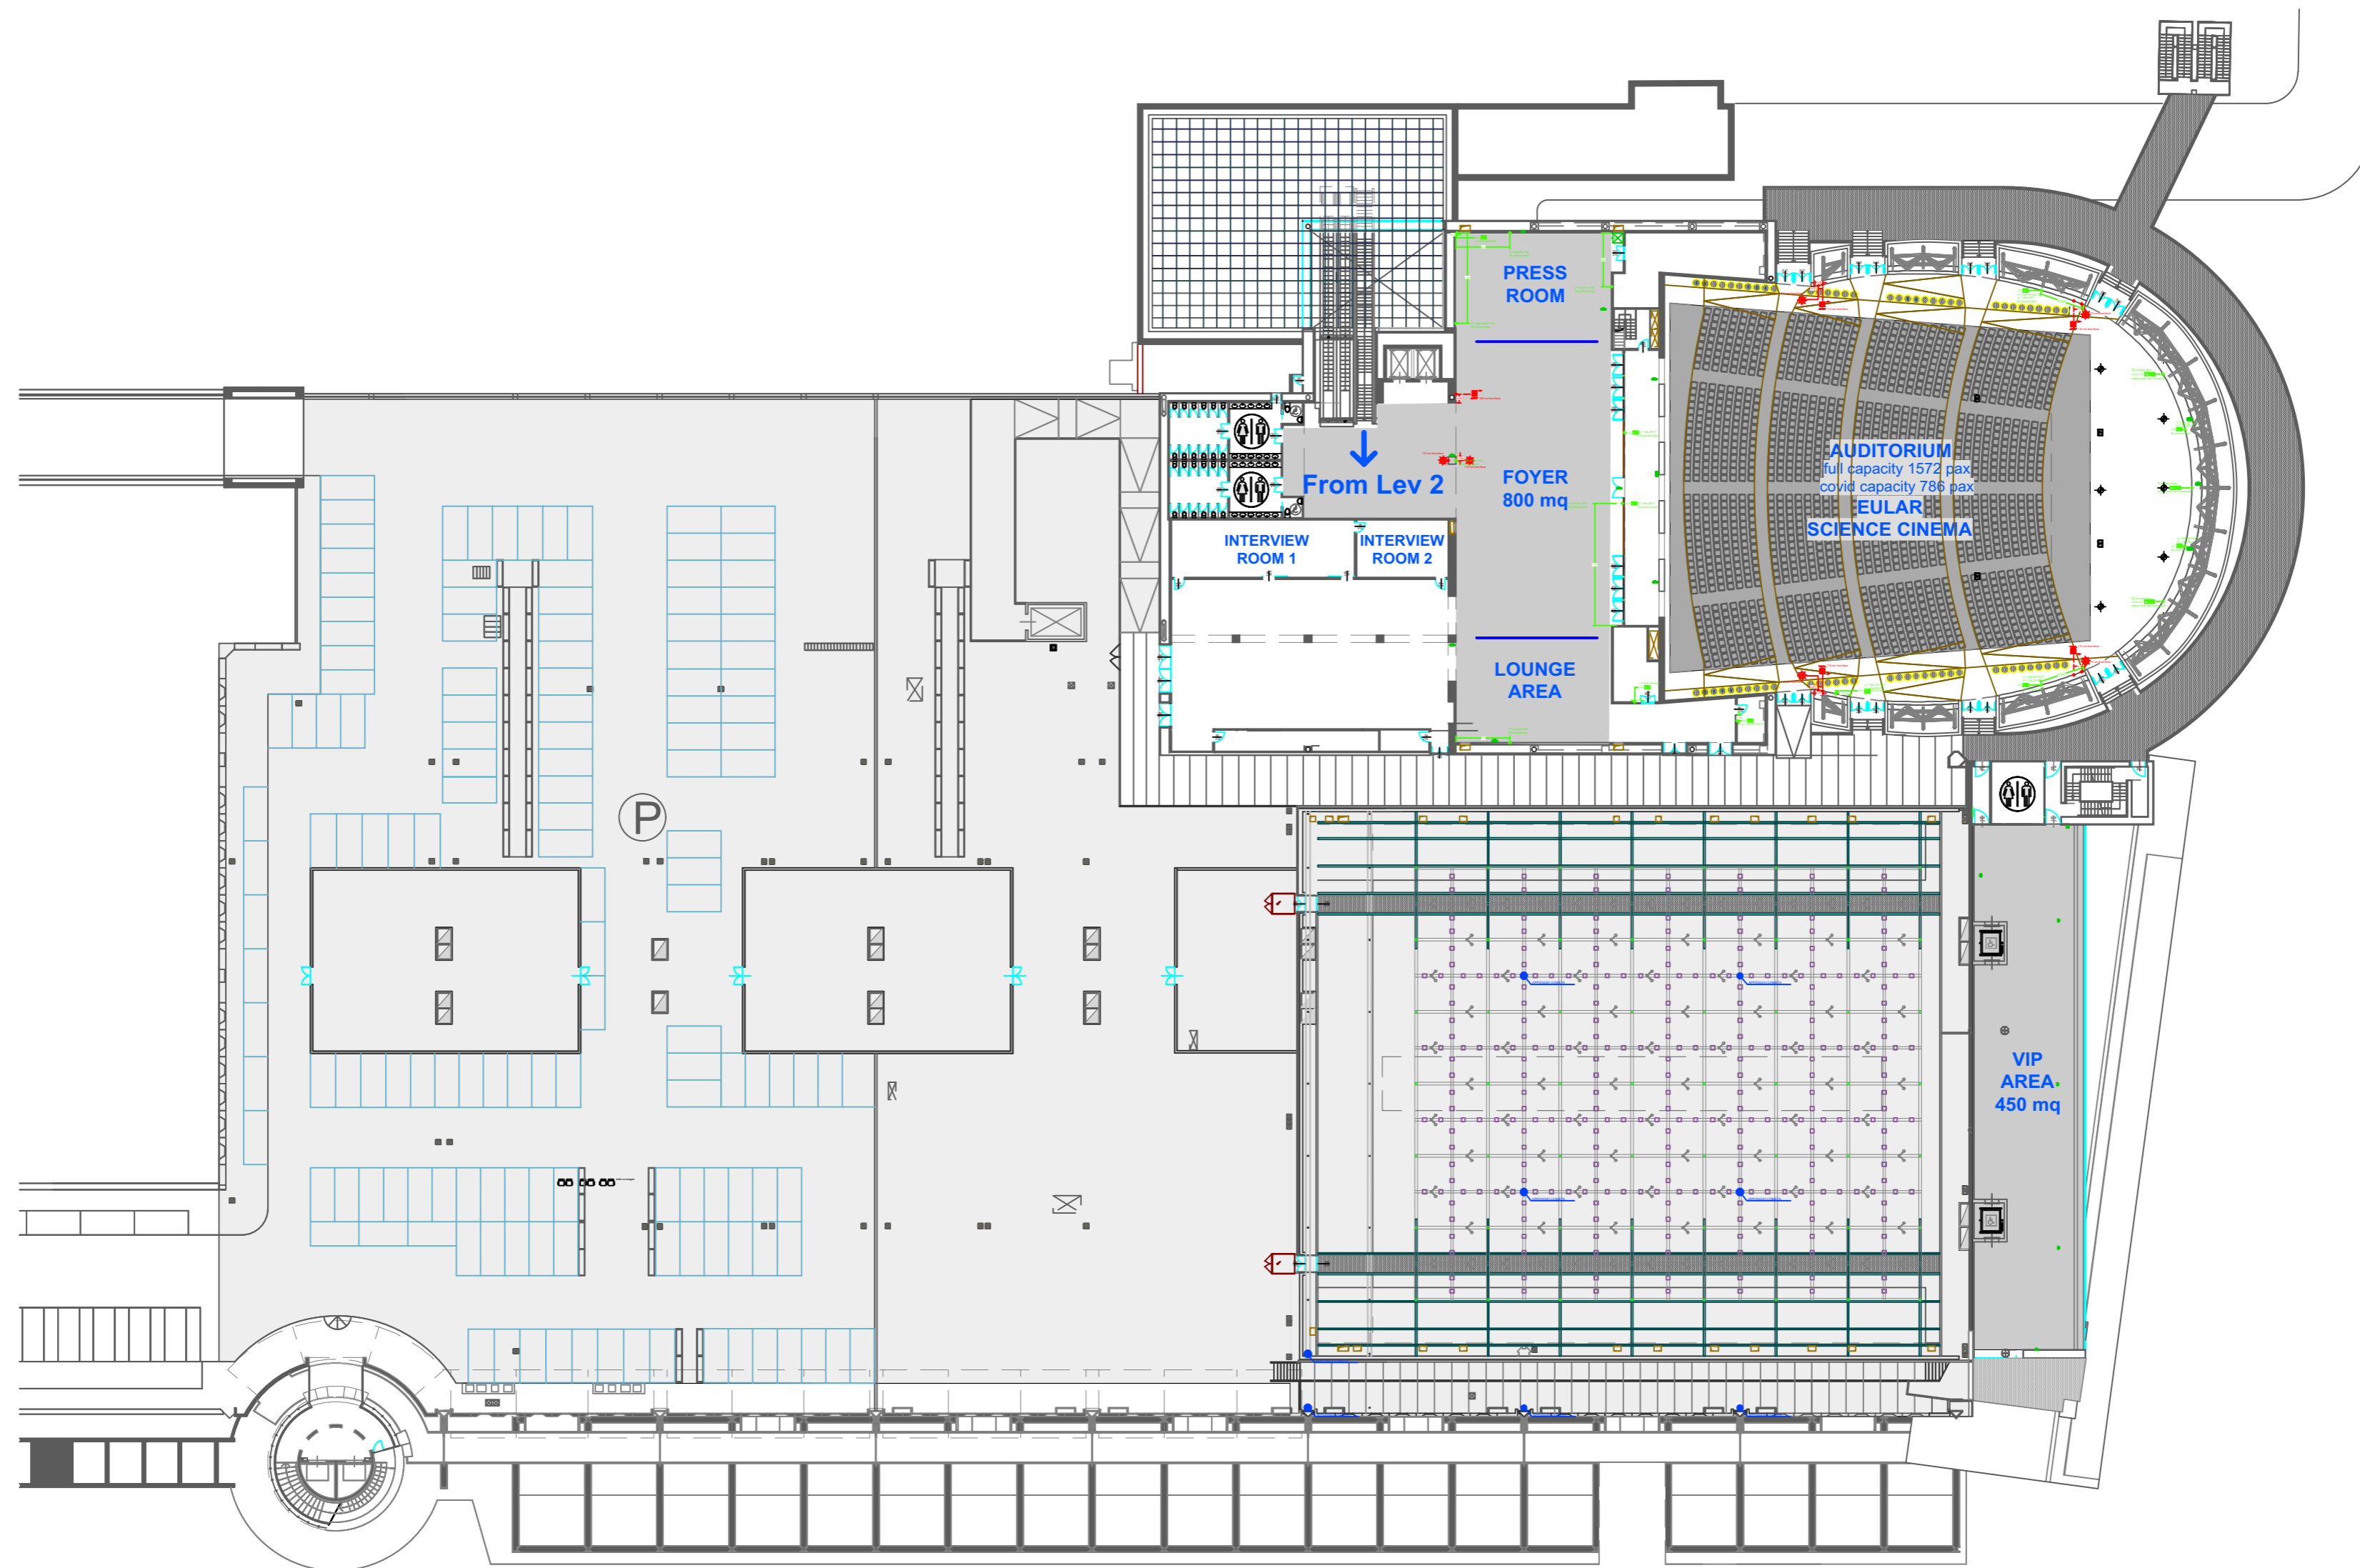 PRESS
ROOM
AUDITORIUM
full capacity 1572 pax
covid capacity 786 pax
EULAR
SCIENCE CINEMA
From Lev 2
FOYER
800 mq
INTERVIEW
ROOM 1
INTERVIEW
ROOM 2
LOUNGE
AREA
P
VIP
AREA
450 mq